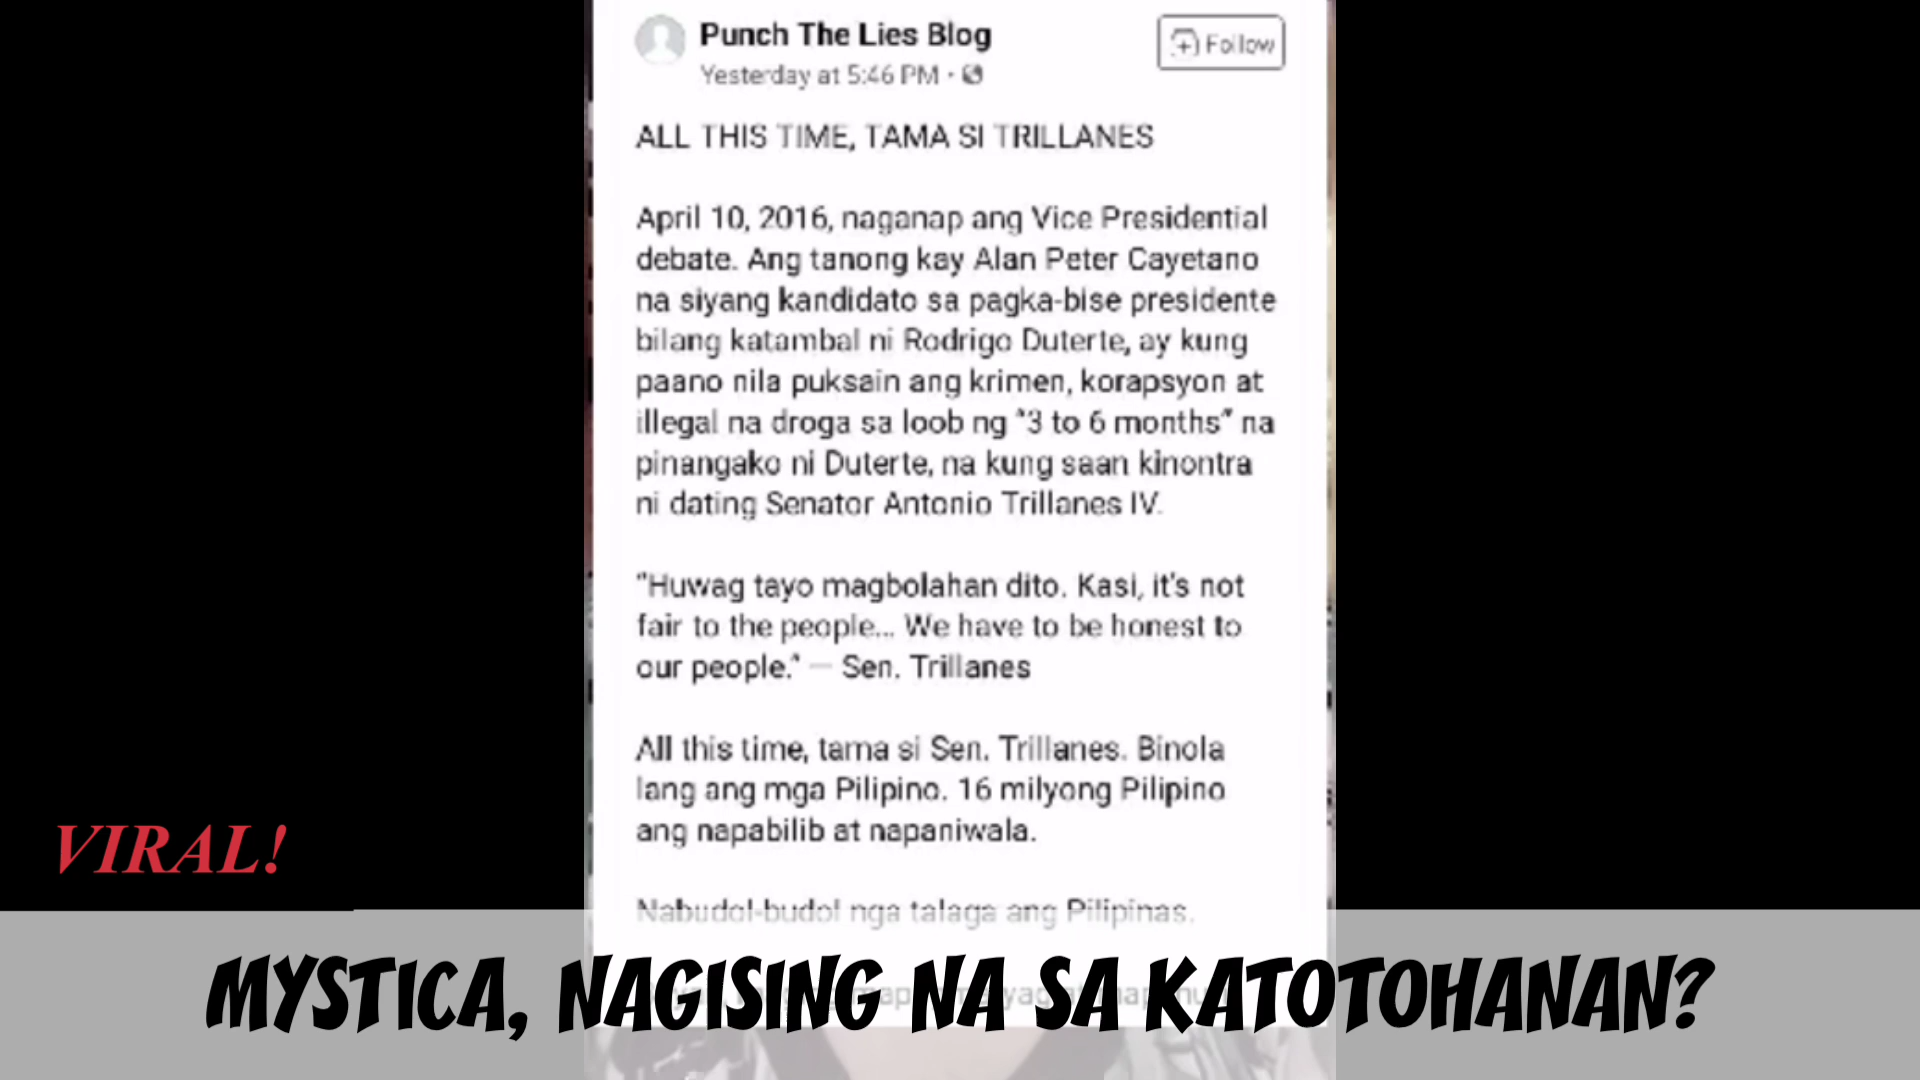 Punch The Lies Blog
Follow
Yesterday at 5:46 PM ·
ALL THIS TIME, TAMA SI TRILLANES
April 10, 2016, naganap ang Vice Presidential
debate. Ang tanong kay Alan Peter Cayetano
na siyang kandidato sa pagka-bise presidente
bilang katambal ni Rodrigo Duterte, ay kung
paano nila puksain ang krimen, korapsyon at
illegal na droga sa loob ng "3 to 6 months" na
pinangako ni Duterte, na kung saan kinontra
ni dating Senator Antonio Trillanes IV.
"Huwag tayo magbolahan dito. Kasi, it's not
fair to the people... We have to be honest to
our people." — Sen. Trillanes
All this time, tama si Sen. Trillanes. Binola
lang ang mga Pilipino. 16 milyong Pilipino
ang napabilib at napaniwala.
Nabudol-budol nga talaga ang Pilipinas.
VIRAL!
MYSTICA, NAGISING NA SA KATOTOHANAN?